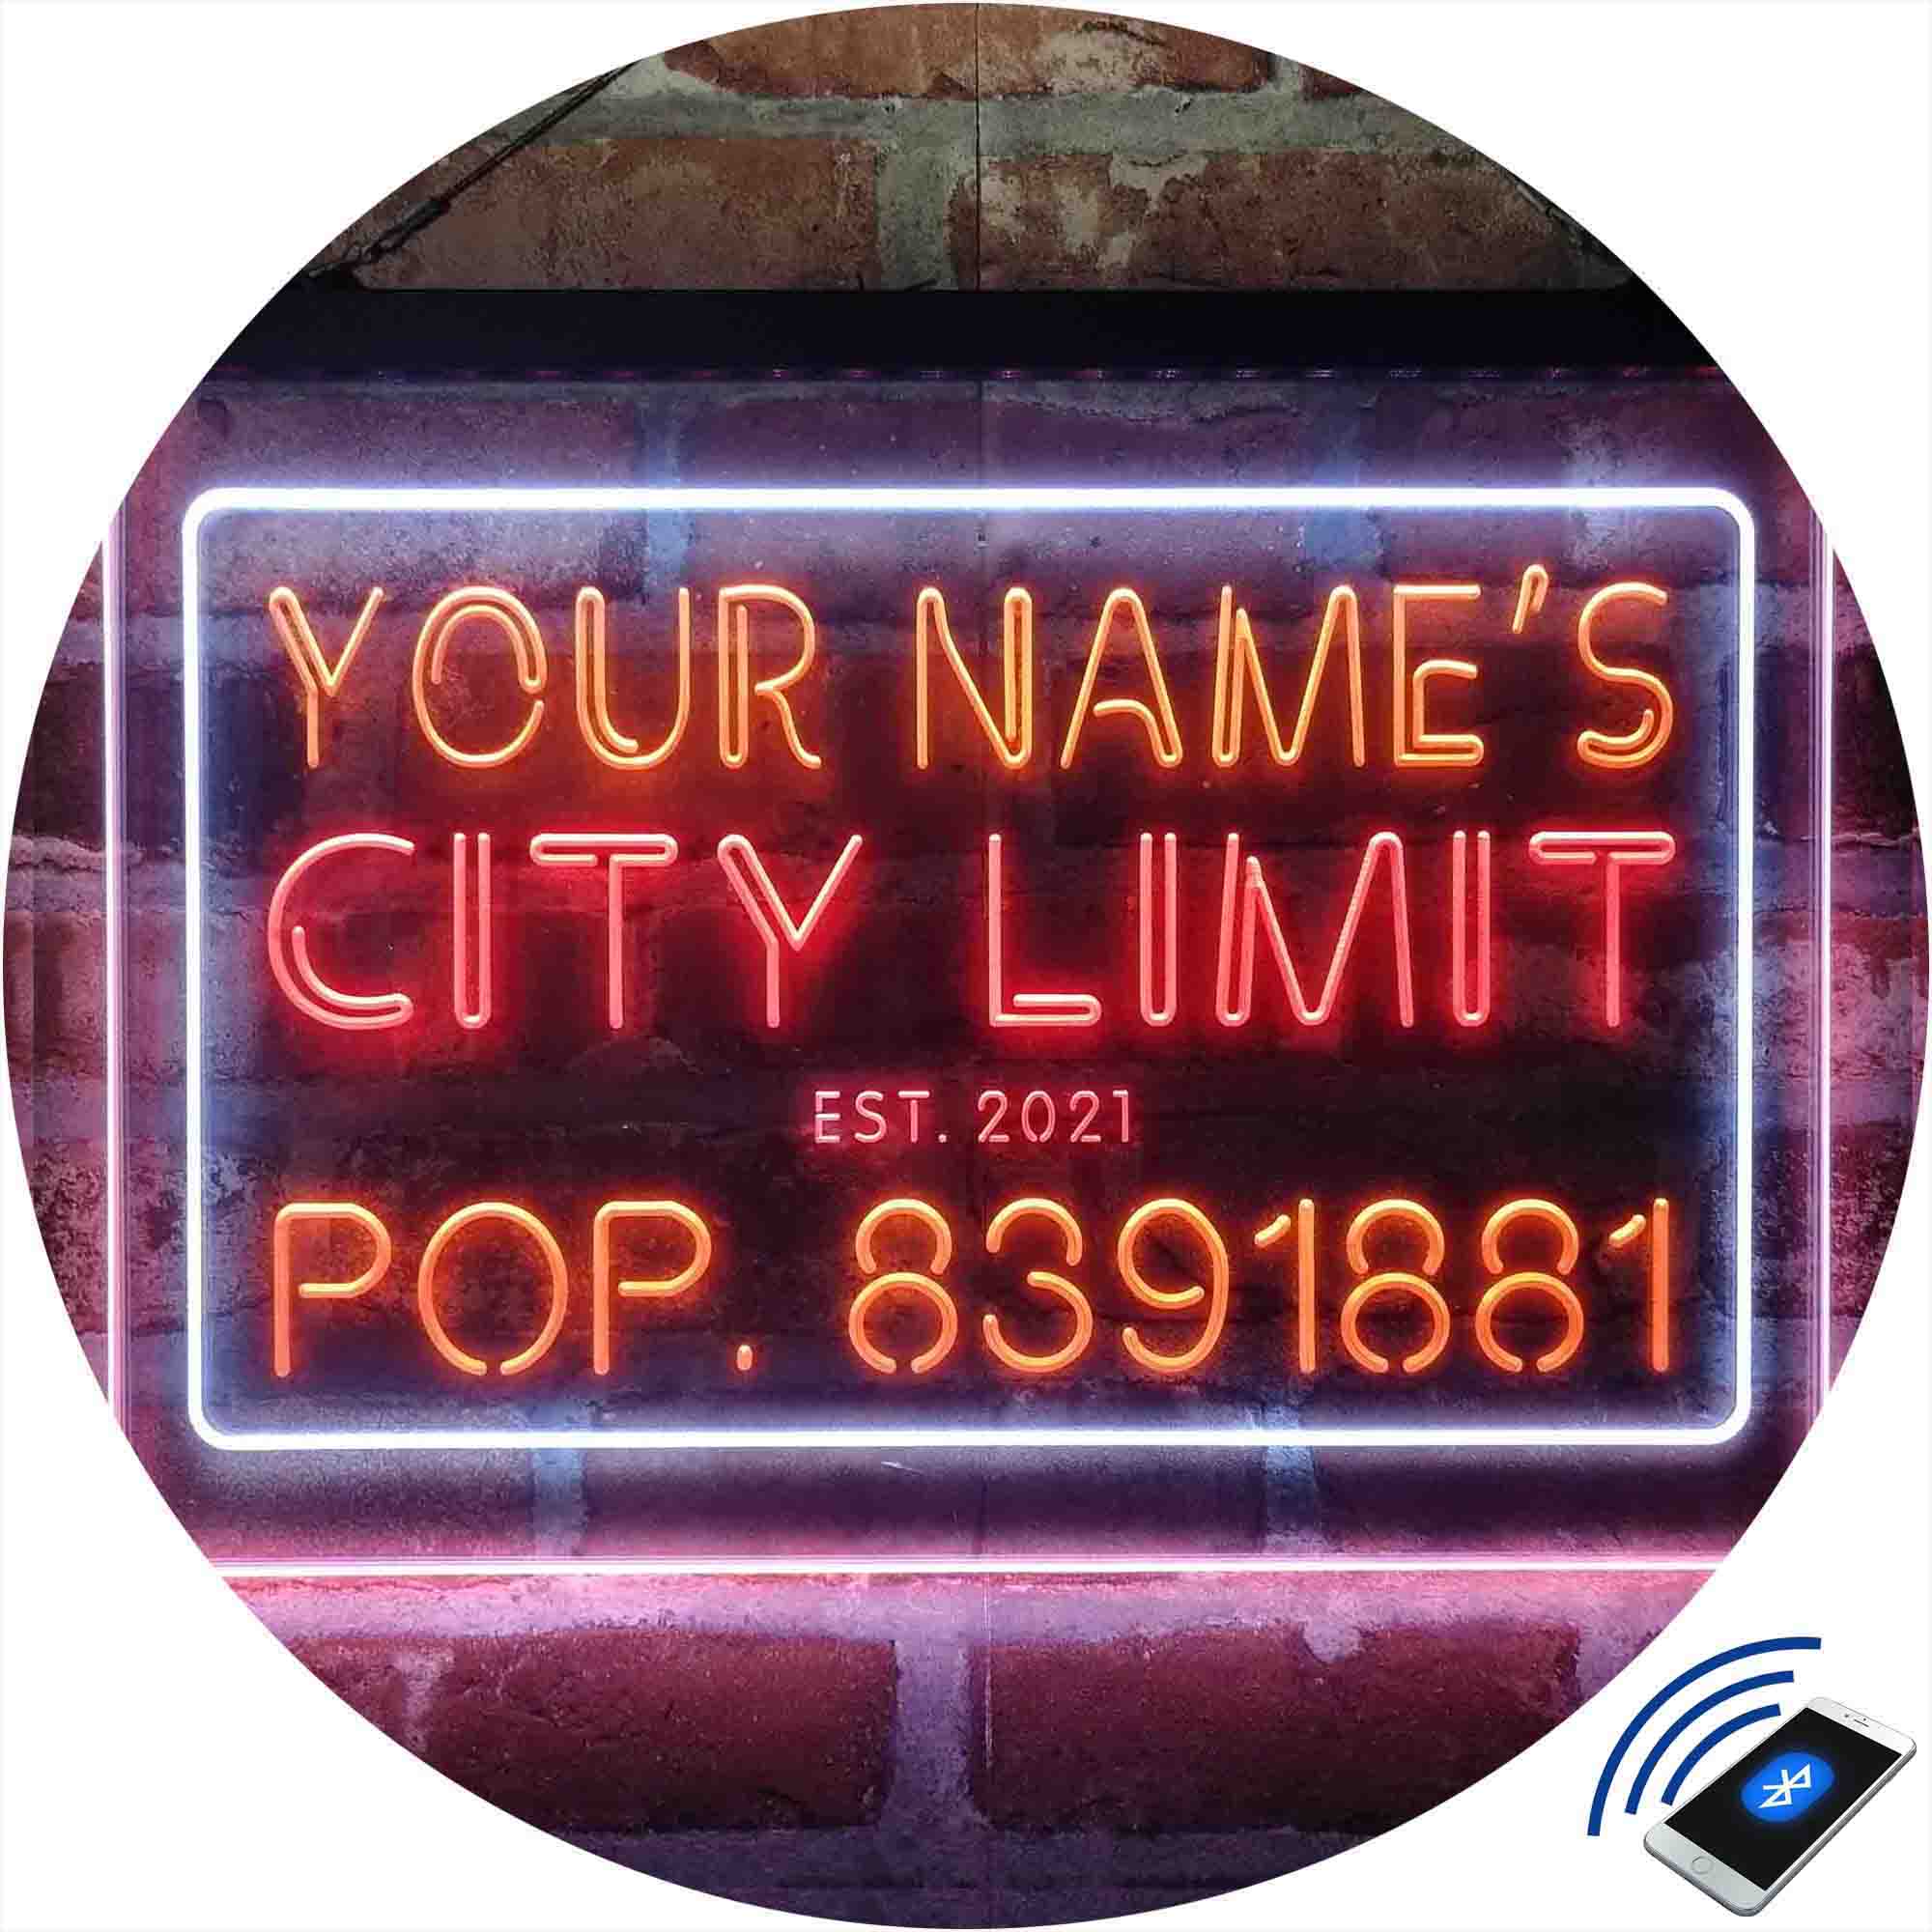 YOUR NAME'S
CITY LIMIT
EST. 2021
POP. 8391881